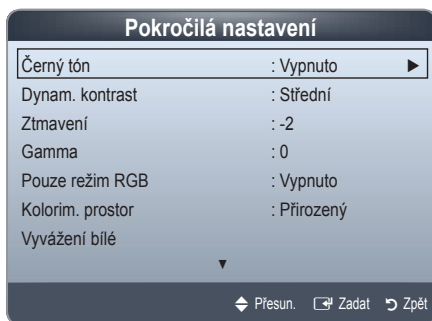 Pokročilá nastavení
Černý tón : Vypnuto ►
Dynam. kontrast : Střední
Ztmavení : -2
Gamma : 0
Pouze režim RGB : Vypnuto
Kolorim. prostor : Přirozený
Vyvážení bílé
▼
Přesun. Zadat Zpět